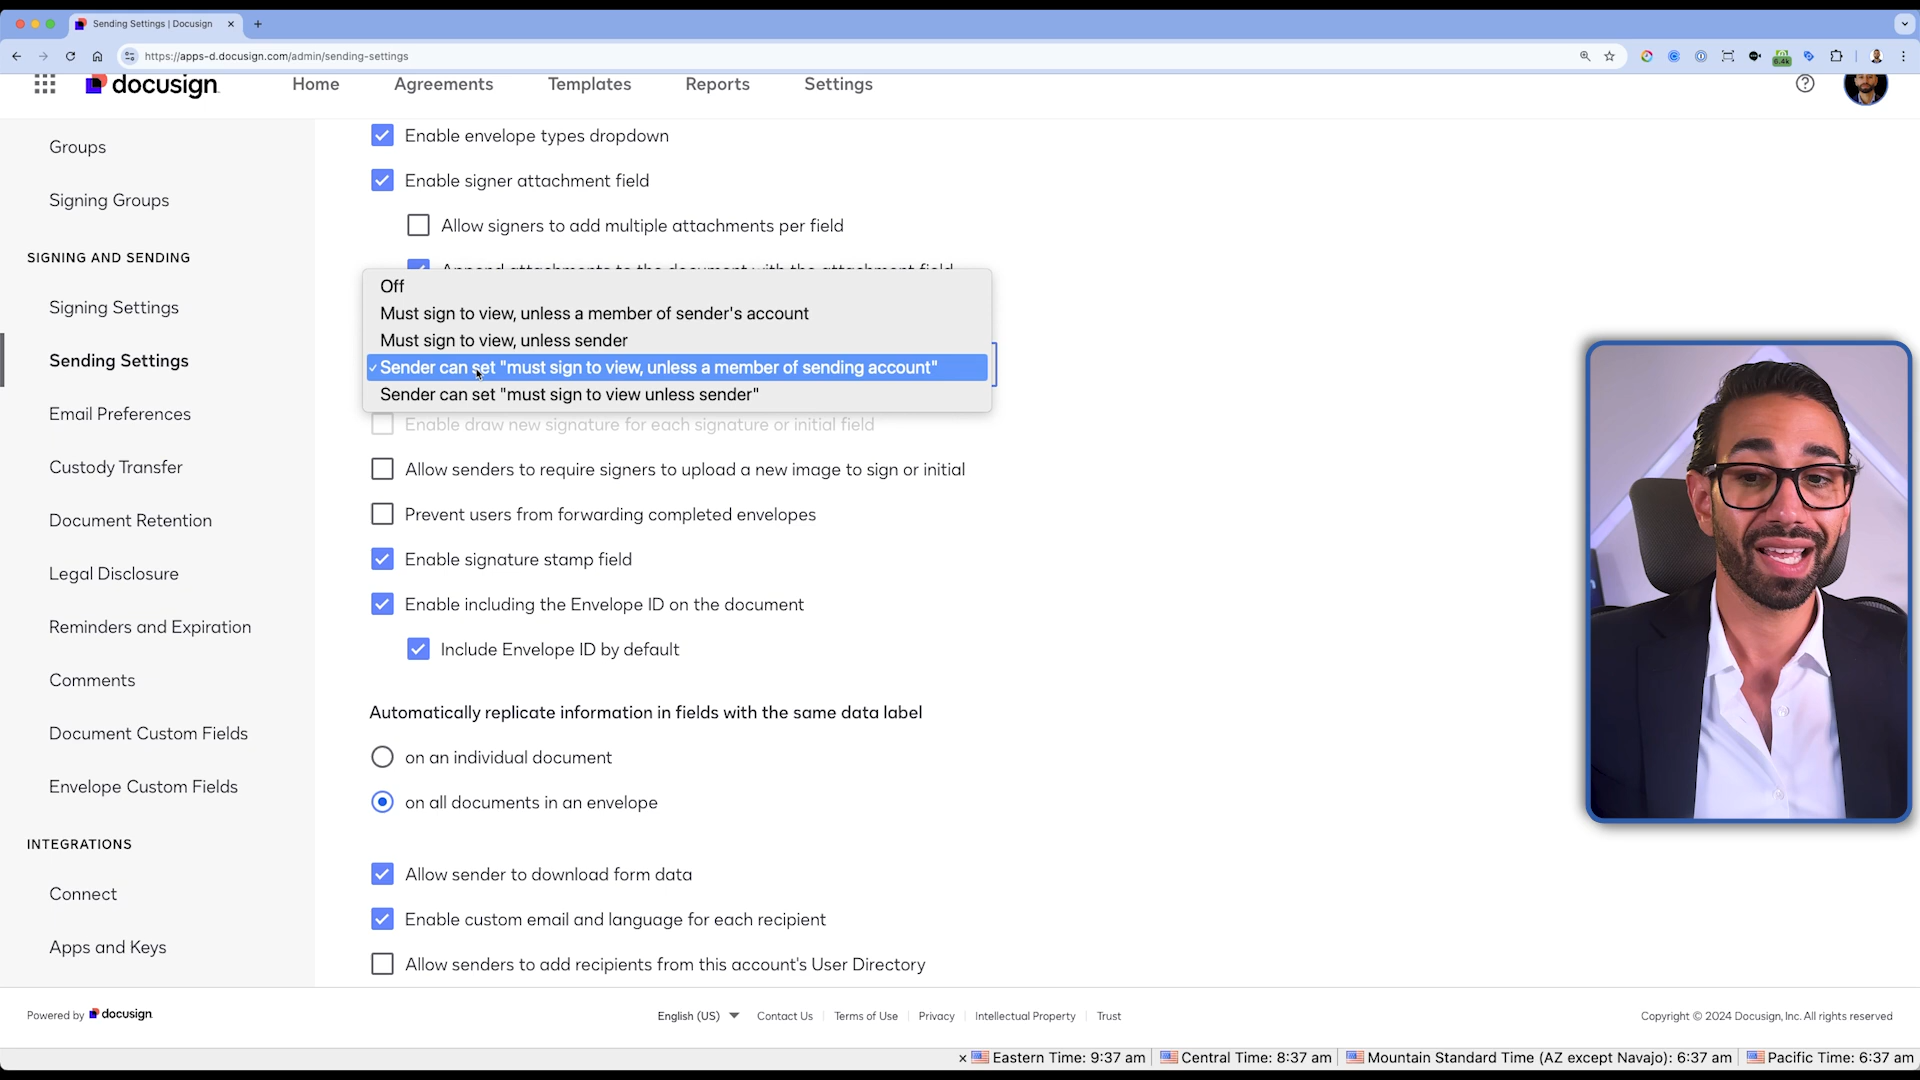 Sending Settings | Docusign
https://apps-d.docusign.com/admin/sending-settings
6.4k
docusign
Home
Agreements
Templates
Reports
Settings
Groups
Signing Groups
SIGNING AND SENDING
Signing Settings
Sending Settings
Email Preferences
Custody Transfer
Document Retention
Legal Disclosure
Reminders and Expiration
Comments
Document Custom Fields
Envelope Custom Fields
INTEGRATIONS
Connect
Apps and Keys
Enable envelope types dropdown
Enable signer attachment field
Allow signers to add multiple attachments per field
Append attachments to the document with the attachment field
Off
Must sign to view, unless a member of sender's account
Must sign to view, unless sender
Sender can set "must sign to view, unless a member of sending account"
Sender can set "must sign to view unless sender"
Enable draw new signature for each signature or initial field
Allow senders to require signers to upload a new image to sign or initial
Prevent users from forwarding completed envelopes
Enable signature stamp field
Enable including the Envelope ID on the document
Include Envelope ID by default
Automatically replicate information in fields with the same data label
on an individual document
on all documents in an envelope
Allow sender to download form data
Enable custom email and language for each recipient
Allow senders to add recipients from this account's User Directory
Powered by docusign
English (US)
Contact Us
Terms of Use
Privacy
Intellectual Property
Trust
Copyright © 2024 Docusign, Inc. All rights reserved
Eastern Time: 9:37 am
Central Time: 8:37 am
Mountain Standard Time (AZ except Navajo): 6:37 am
Pacific Time: 6:37 am